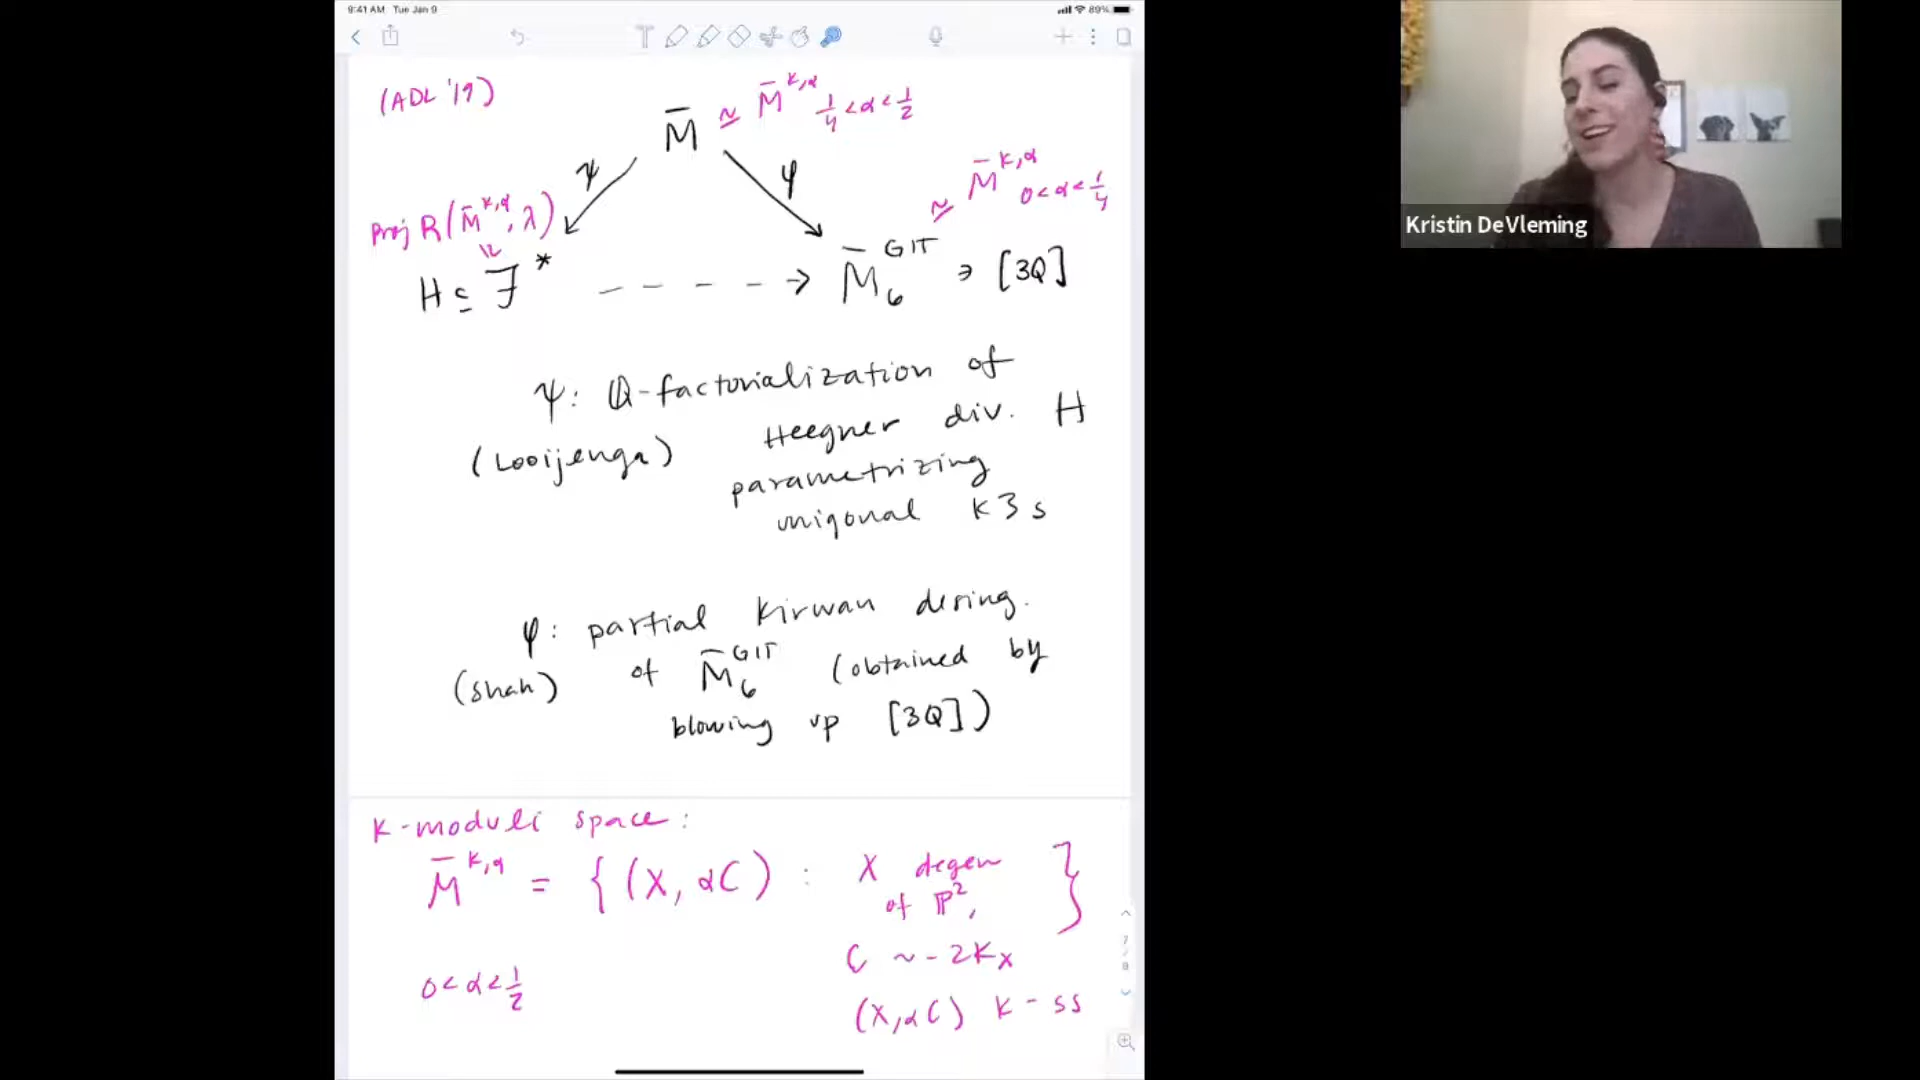 9:41 AM Tue Jan 9
89%
(ADL '19)
M̄ ≃ M̄^{K,α} 1/4 < α < 1/2
ψ
φ
≃ M̄^{K,α} 0 < α < 1/4
Proj R(M̄^{K,α}, λ)
H ⊆ ℱ* ----> M̄_6^{GIT} ∋ [3Q]
ψ: Q-factorialization of
(Looijenga) Heegner div. H
parametrizing
unigonal K3s
φ: partial Kirwan desing.
(Shah) of M̄_6^{GIT} (obtained by
blowing up [3Q])
K-moduli space:
M̄^{K,α} = { (X, αC) : X degen
of P²,
C ~ -2K_X
0 < α < 1/2
(X, αC) K-ss }
7
/
8
Kristin DeVleming